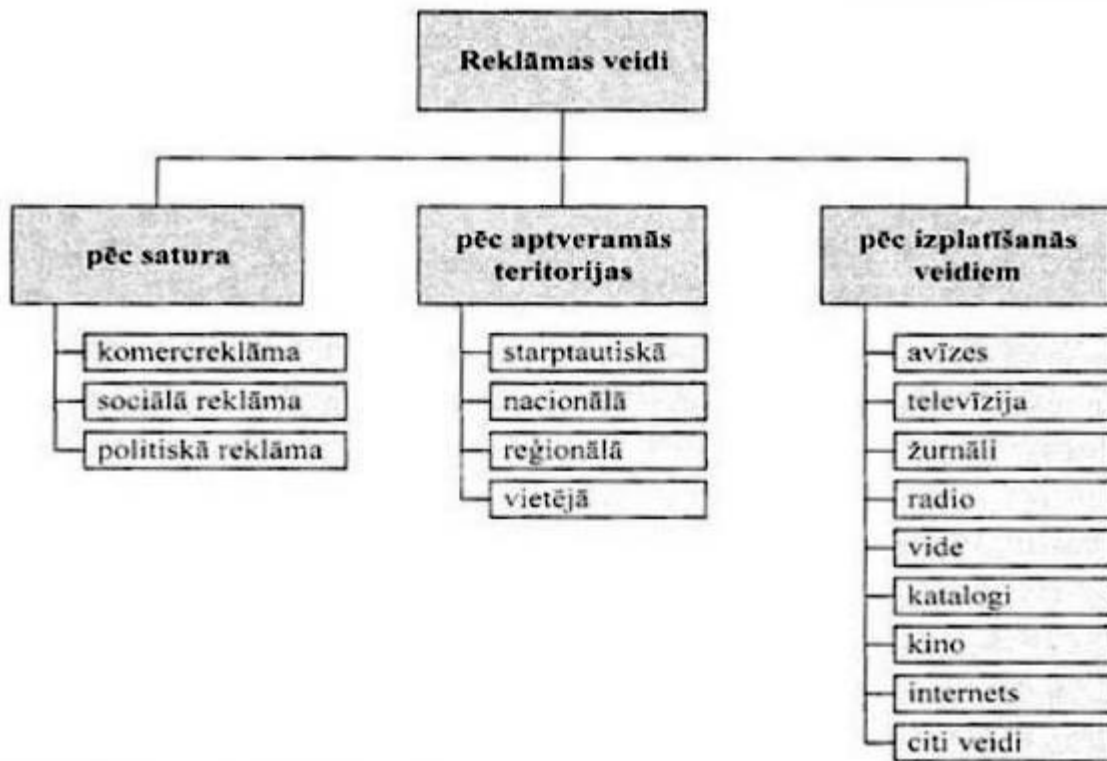 Reklāmas veidi
pēc satura
komercreklāma
sociālā reklāma
politiskā reklāma
pēc aptveramās
teritorijas
starptautiskā
nacionālā
reģionālā
vietējā
pēc izplatīšanās
veidiem
avīzes
televīzija
žurnāli
radio
vide
katalogi
kino
internets
citi veidi